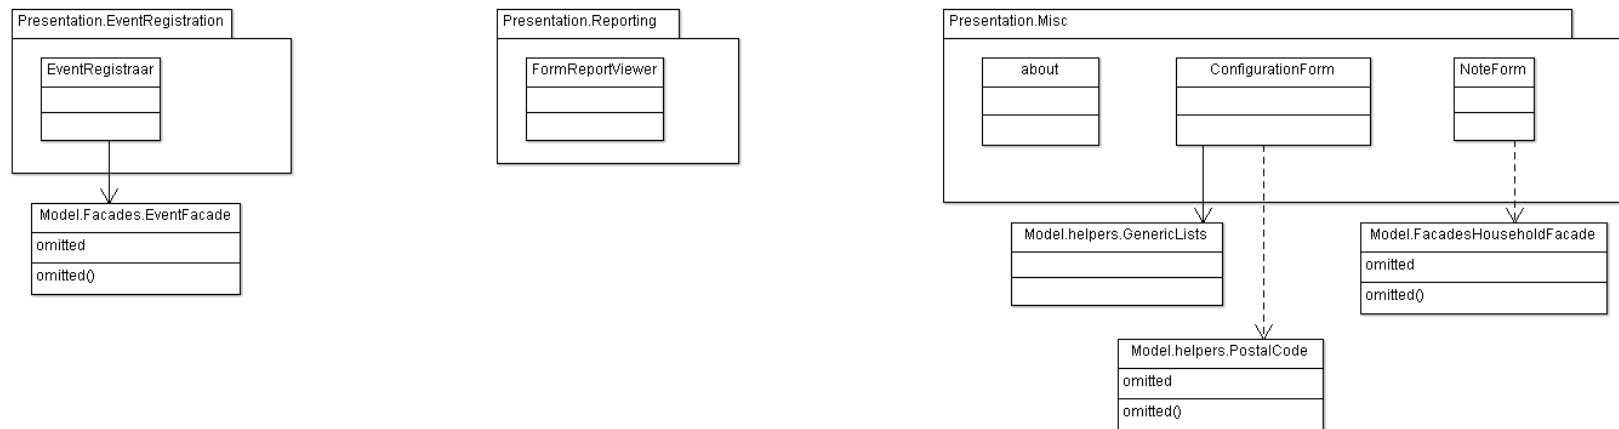 Presentation.EventRegistration
EventRegistraar
Model.Facades.EventFacade
omitted
omitted()
Presentation.Reporting
FormReportViewer
Presentation.Misc
about
ConfigurationForm
NoteForm
Model.helpers.GenericLists
Model.FacadesHouseholdFacade
omitted
omitted()
Model.helpers.PostalCode
omitted
omitted()